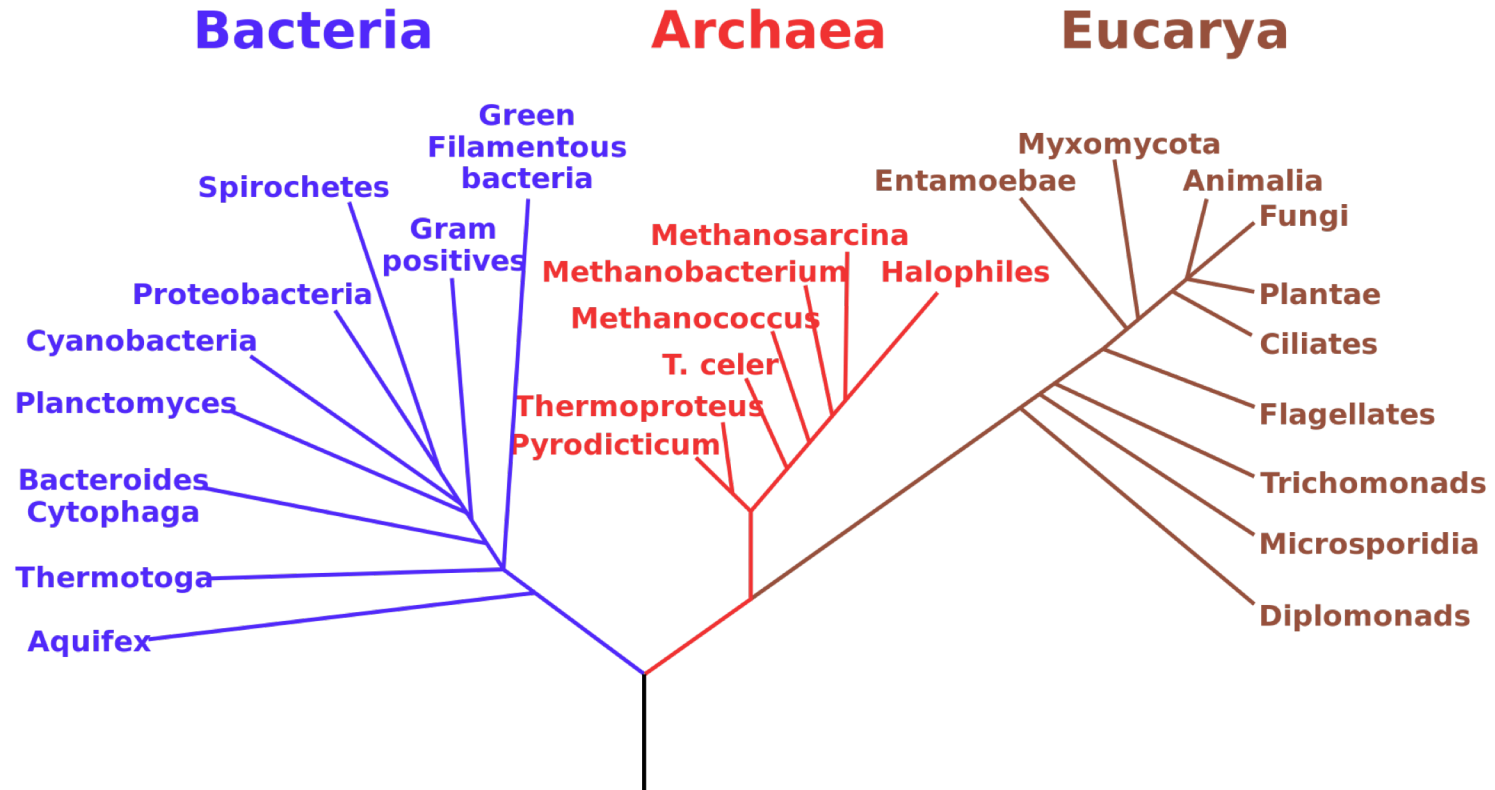 Bacteria
Archaea
Eucarya
Green
Filamentous
bacteria
Spirochetes
Gram
positives
Proteobacteria
Cyanobacteria
Planctomyces
Bacteroides
Cytophaga
Thermotoga
Aquifex
Methanosarcina
Methanobacterium
Halophiles
Methanococcus
T. celer
Thermoproteus
Pyrodicticum
Myxomycota
Entamoebae
Animalia
Fungi
Plantae
Ciliates
Flagellates
Trichomonads
Microsporidia
Diplomonads